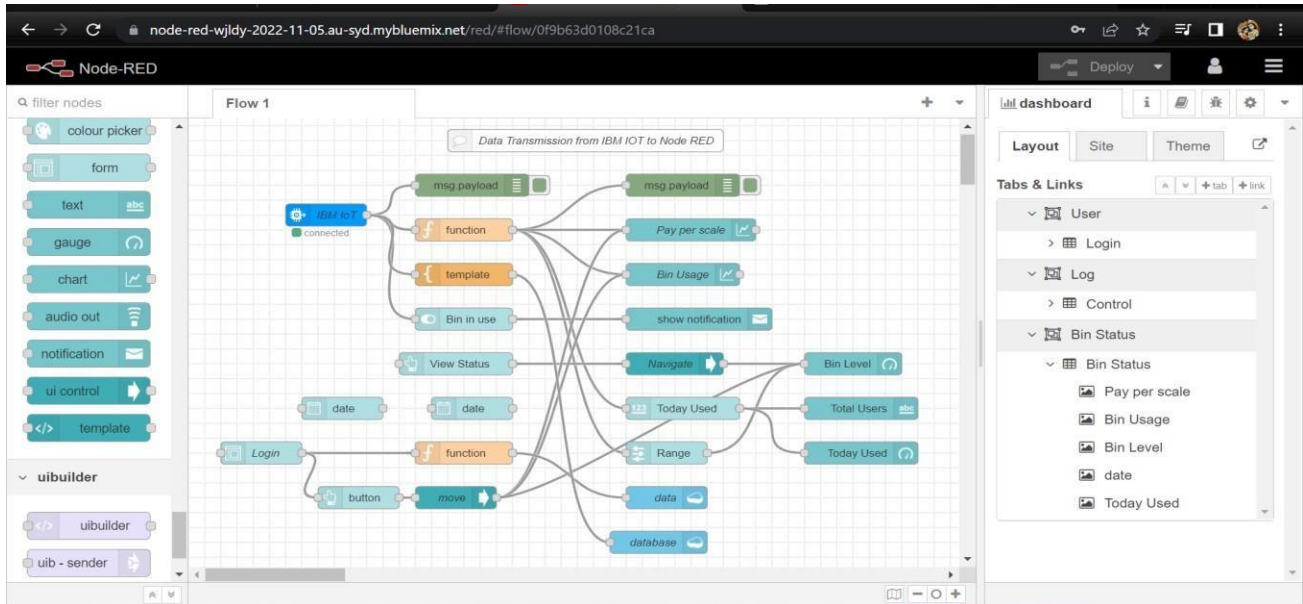 node-red-wjldy-2022-11-05.au-syd.mybluemix.net/red/#flow/0f9b63d0108c21ca
Node-RED
Deploy
filter nodes
colour picker
form
text
abc
gauge
chart
audio out
notification
ui control
</> template
uibuilder
</> uibuilder
uib - sender
Flow 1
Data Transmission from IBM IOT to Node RED
msg.payload
msg.payload
IBM IoT
connected
f function
Pay per scale
{ template
Bin Usage
Bin in use
show notification
View Status
Navigate
Bin Level
date
date
123 Today Used
Total Users abc
Login
f function
Range
Today Used
button
move
data
database
dashboard
i
Layout
Site
Theme
Tabs & Links
+ tab
+ link
User
Login
Log
Control
Bin Status
Bin Status
Pay per scale
Bin Usage
Bin Level
date
Today Used